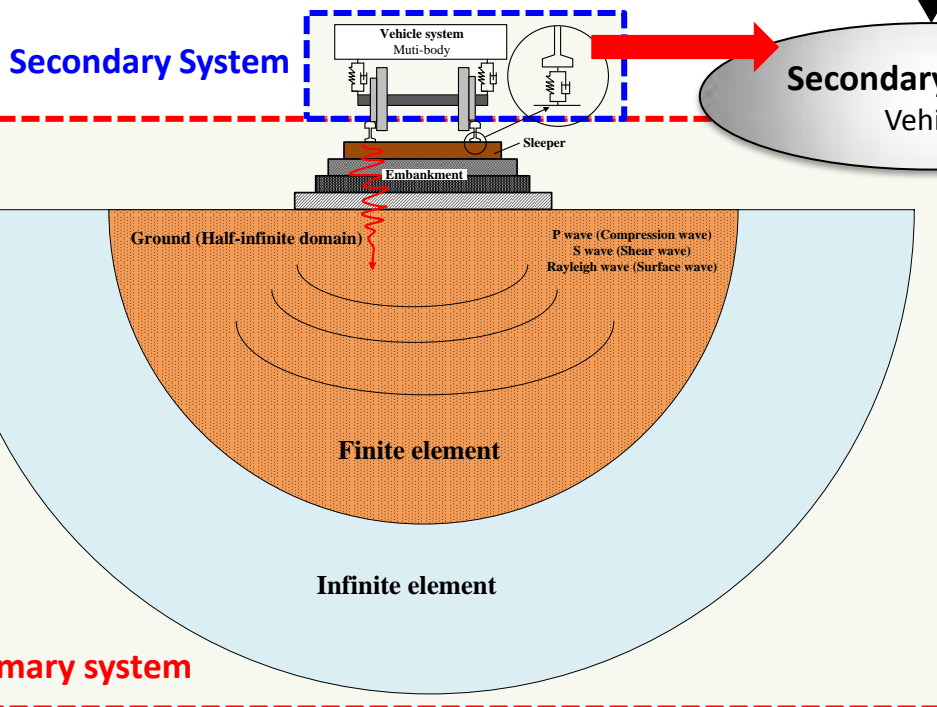 Secondary System
Vehicle system
Muti-body
Secondary
Vehi
Sleeper
Embankment
Ground (Half-infinite domain)
P wave (Compression wave)
S wave (Shear wave)
Rayleigh wave (Surface wave)
Finite element
Infinite element
mary system